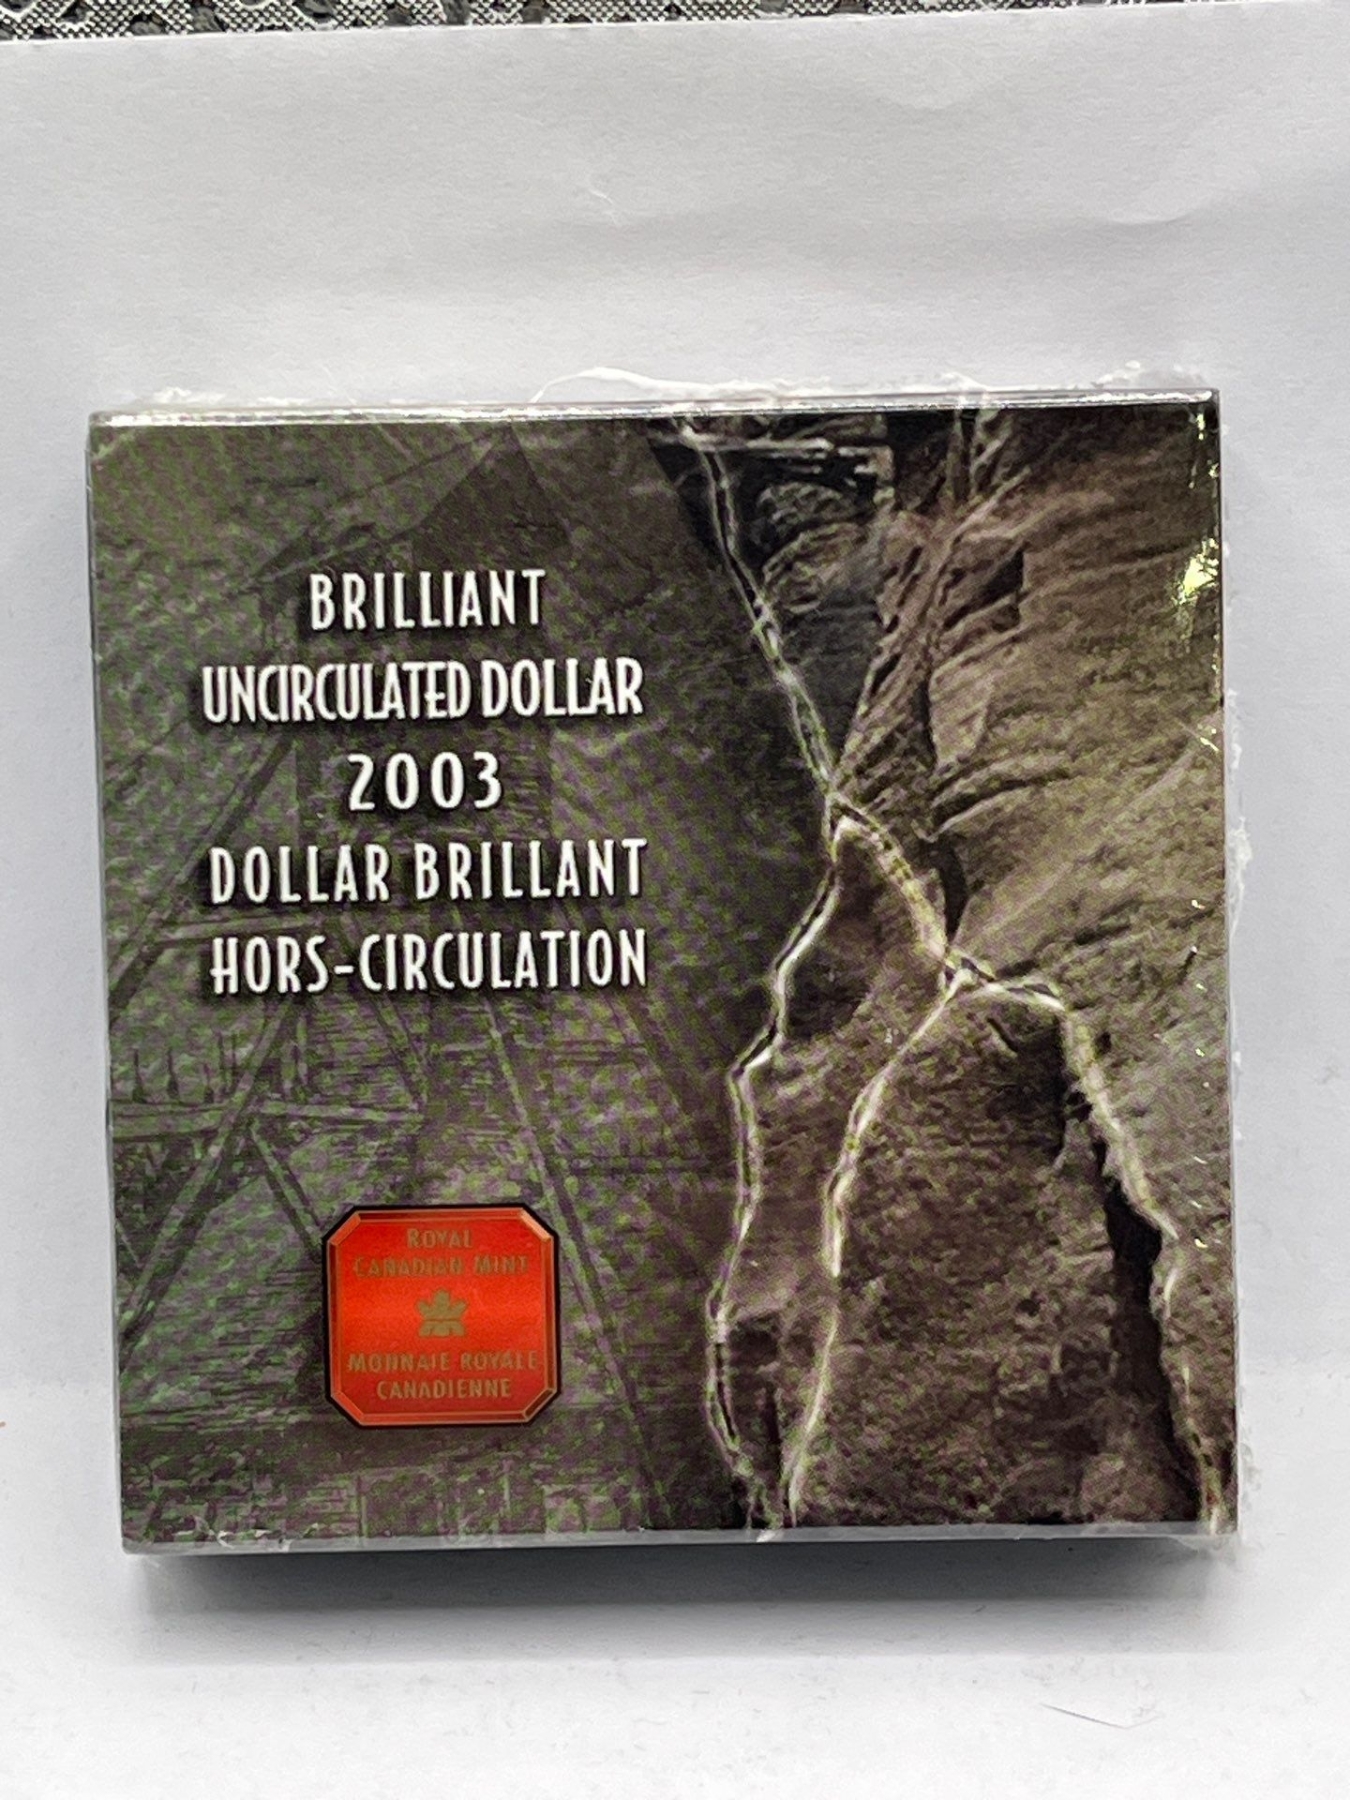 BRILLIANT
UNCIRCULATED DOLLAR
2003
DOLLAR BRILLANT
HORS-CIRCULATION
ROYAL
CANADIAN MINT
MONNAIE ROYALE
CANADIENNE